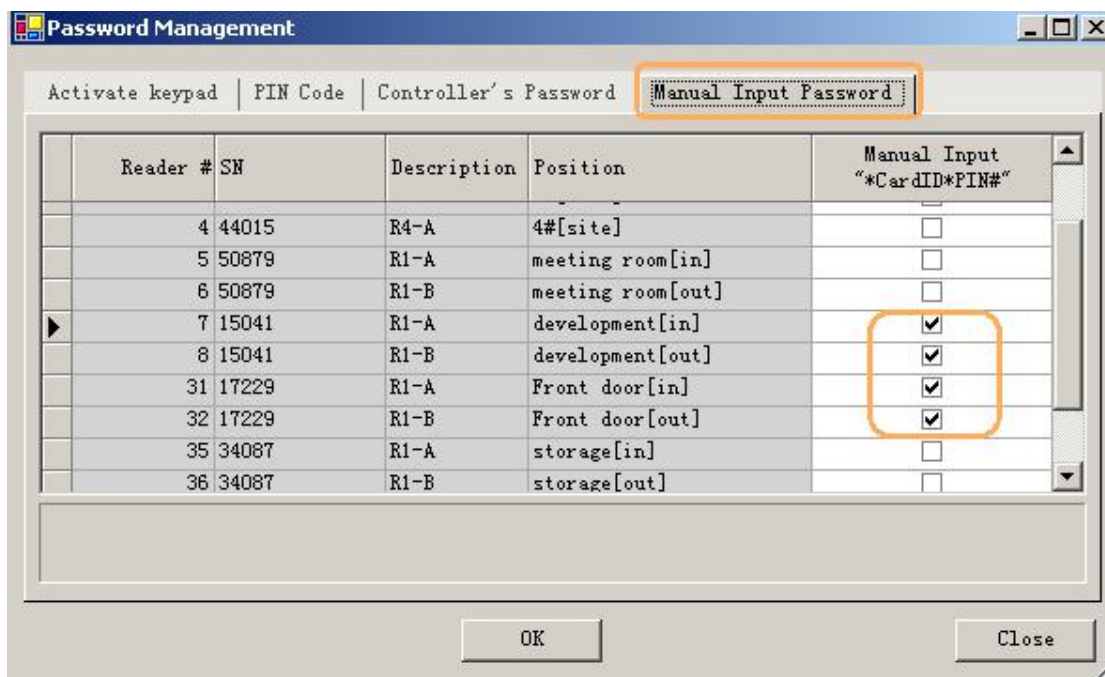 Password Management
Activate keypad | PIN Code | Controller's Password | Manual Input Password
Reader # SN Description Position Manual Input "*CardID*PIN#"
4 44015 R4-A 4#[site]
5 50879 R1-A meeting room[in]
6 50879 R1-B meeting room[out]
7 15041 R1-A development[in]
8 15041 R1-B development[out]
31 17229 R1-A Front door[in]
32 17229 R1-B Front door[out]
35 34087 R1-A storage[in]
36 34087 R1-B storage[out]
OK Close